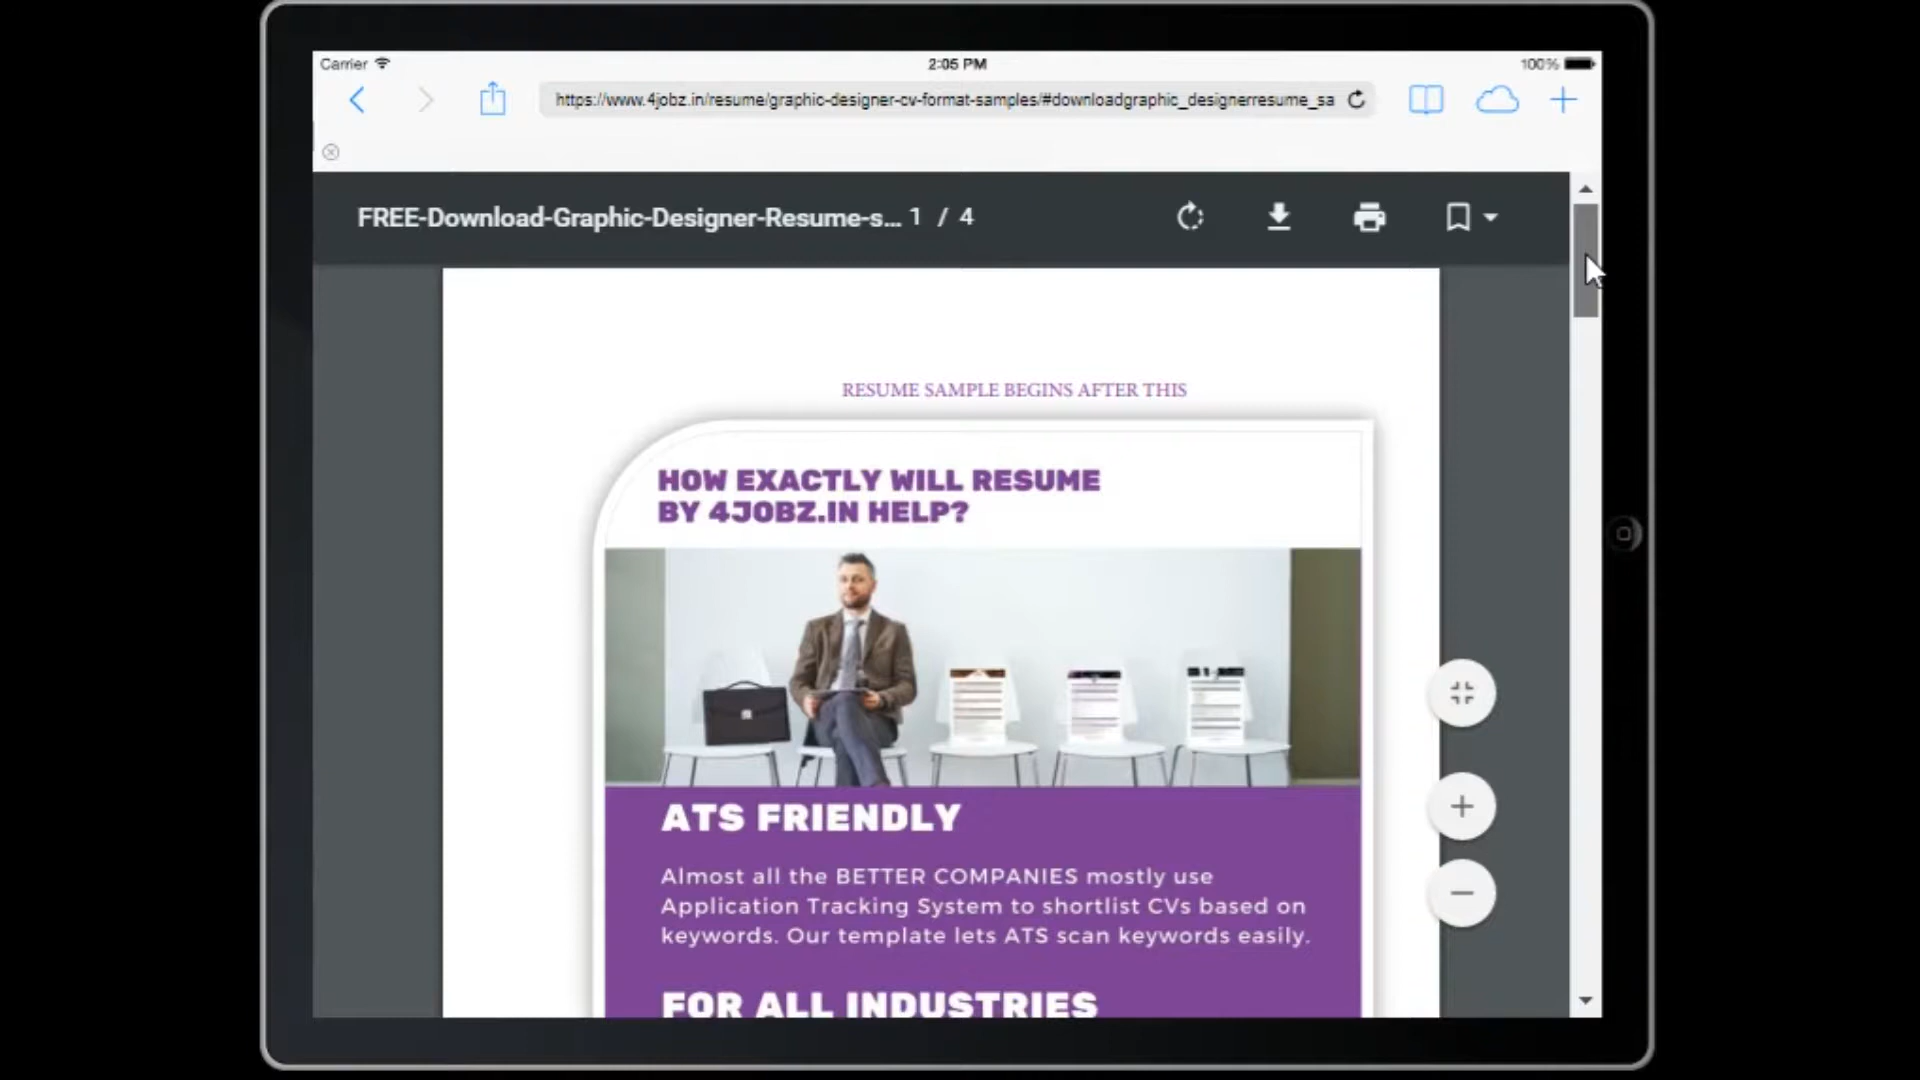 Carrier
2:05 PM
100%
https://www.4jobz.in/resume/graphic-designer-cv-format-samples/#downloadgraphic_designerresume_sa
FREE-Download-Graphic-Designer-Resume-s... 1 / 4
RESUME SAMPLE BEGINS AFTER THIS
HOW EXACTLY WILL RESUME
BY 4JOBZ.IN HELP?
ATS FRIENDLY
Almost all the BETTER COMPANIES mostly use
Application Tracking System to shortlist CVs based on
keywords. Our template lets ATS scan keywords easily.
FOR ALL INDUSTRIES